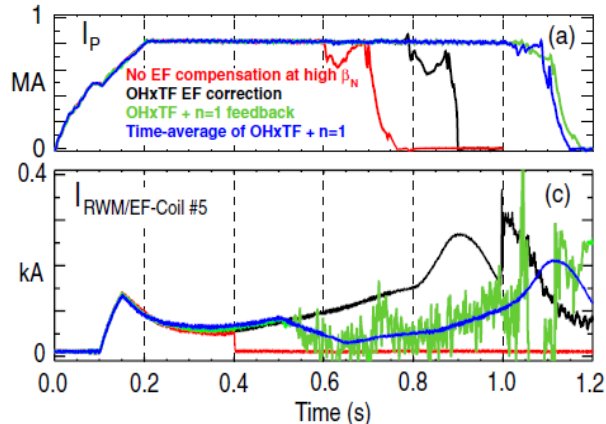 1
I_P
(a)
MA
No EF compensation at high β_N
OHxTF EF correction
OHxTF + n=1 feedback
Time-average of OHxTF + n=1
0
0.4
I_RWM/EF-Coil #5
(c)
kA
0
0.0 0.2 0.4 0.6 0.8 1.0 1.2
Time (s)